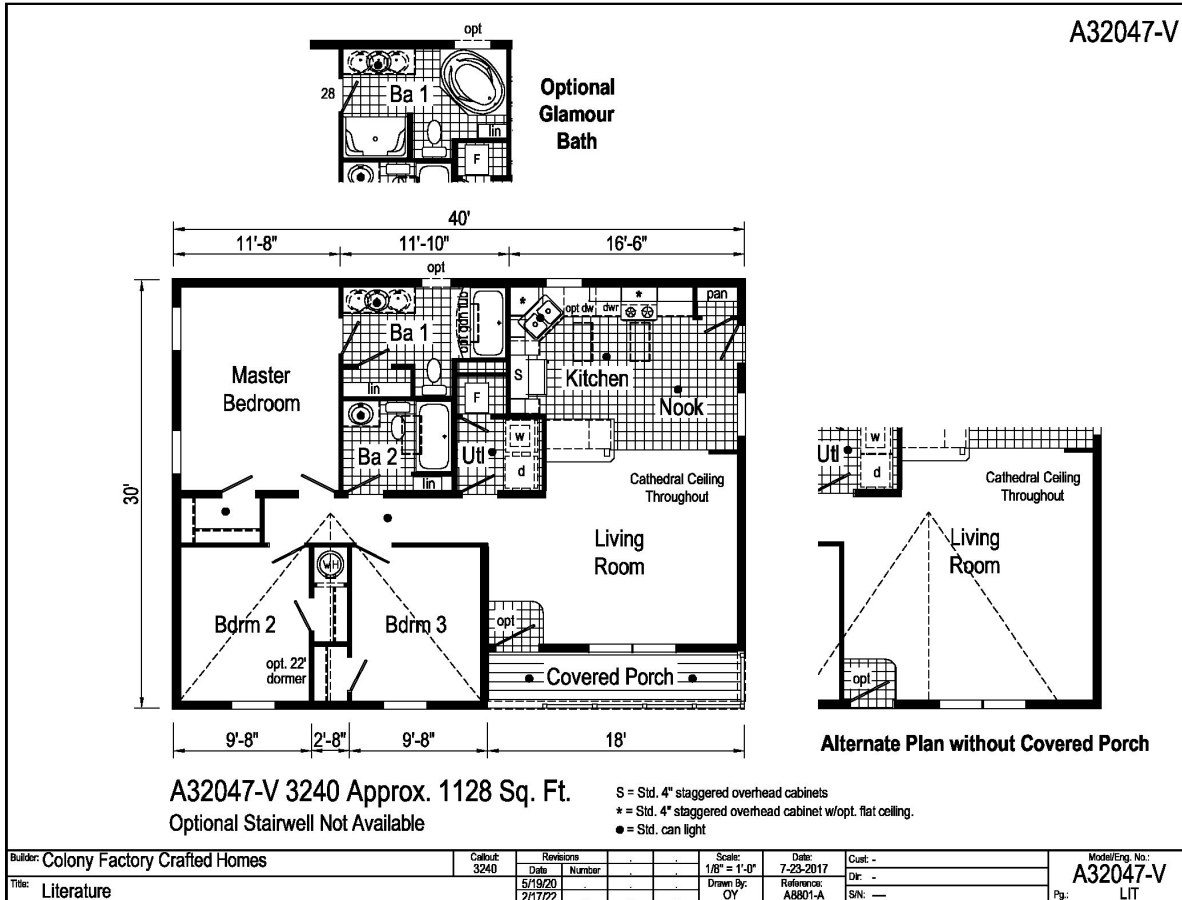 A32047-V
opt
28
Ba 1
lin
F
Optional
Glamour
Bath
40'
11'-8"
11'-10"
16'-6"
opt
30'
Master
Bedroom
Ba 1
opt gdn tub
lin
F
Ba 2
lin
Utl
w
d
*
opt dw
dwr
*
pan
S
Kitchen
Nook
Cathedral Ceiling
Throughout
Living
Room
WH
Bdrm 2
Bdrm 3
opt. 22'
dormer
opt
Covered Porch
9'-8"
2'-8"
9'-8"
18'
Utl
w
d
Cathedral Ceiling
Throughout
Living
Room
opt
Alternate Plan without Covered Porch
A32047-V 3240 Approx. 1128 Sq. Ft.
Optional Stairwell Not Available
S = Std. 4" staggered overhead cabinets
* = Std. 4" staggered overhead cabinet w/opt. flat ceiling.
● = Std. can light
Builder: Colony Factory Crafted Homes
Title: Literature
Callout:
3240
Revisions
Date Number
5/19/20
2/17/22
Scale:
1/8" = 1'-0"
Drawn By:
OY
Date:
7-23-2017
Reference:
A8801-A
Cust: -
Dir: -
S/N: —
Model/Eng. No.:
A32047-V
Pg.: LIT